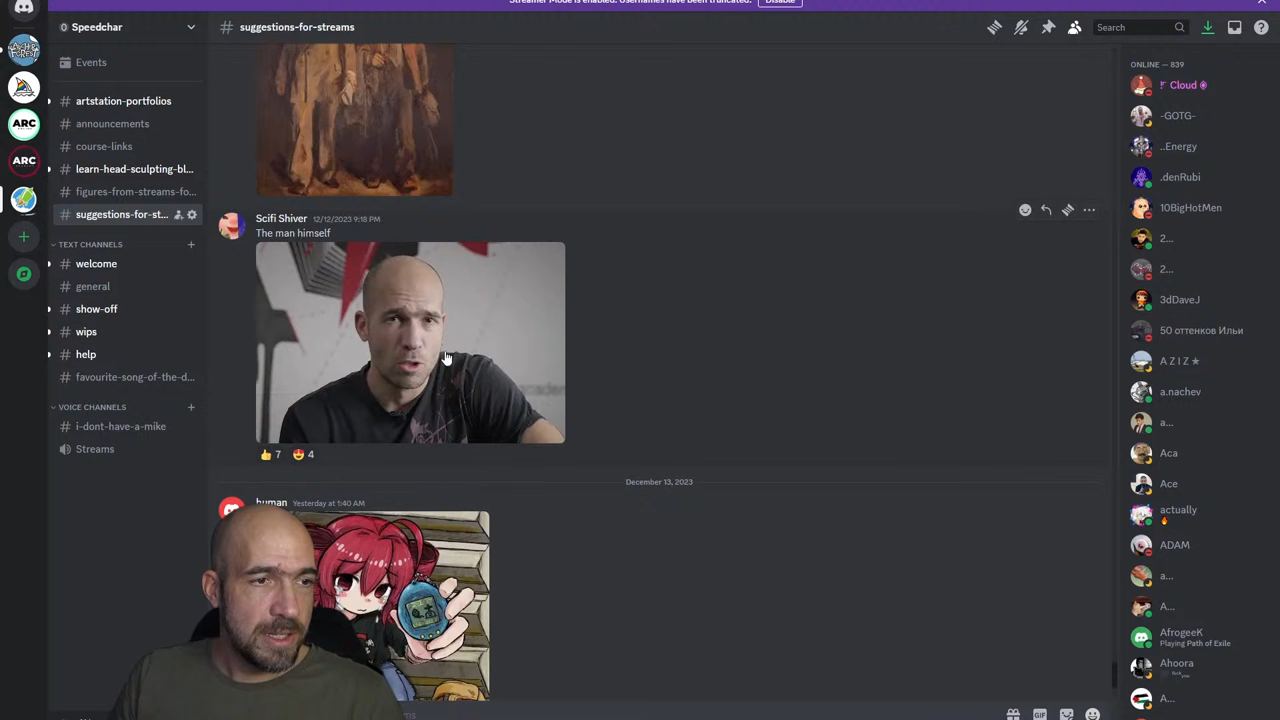 Streamer Mode is enabled. Usernames have been truncated.
Disable
Speedchar
suggestions-for-streams
Search
Events
artstation-portfolios
announcements
course-links
learn-head-sculpting-bl...
figures-from-streams-fo...
suggestions-for-st...
TEXT CHANNELS
welcome
general
show-off
wips
help
favourite-song-of-the-d...
VOICE CHANNELS
i-dont-have-a-mike
Streams
ARC
ARC
Scifi Shiver 12/12/2023 9:18 PM
The man himself
7
4
December 13, 2023
human Yesterday at 1:40 AM
GIF
ONLINE — 839
Cloud
-GOTG-
..Energy
.denRubi
10BigHotMen
2...
2...
3dDaveJ
50 оттенков Ильи
A Z I Z ★
a.nachev
a...
Aca
Ace
actually
ADAM
a...
A...
AfrogeeK
Playing Path of Exile
Ahoora
A...